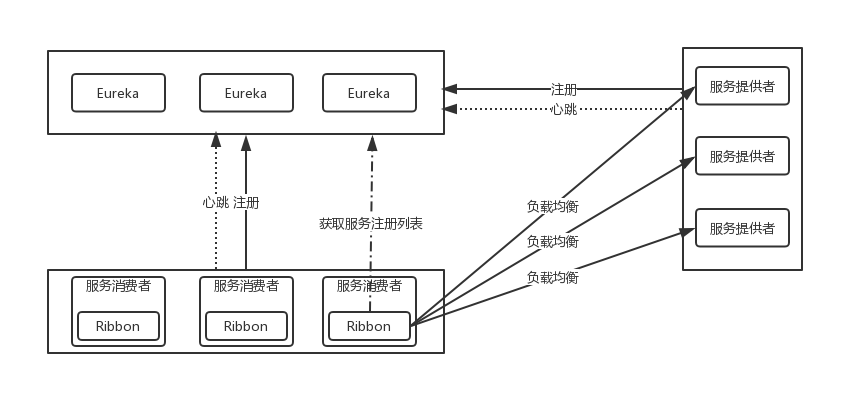 Eureka
Eureka
Eureka
注册
心跳
服务提供者
服务提供者
服务提供者
心跳
注册
获取服务注册列表
负载均衡
负载均衡
负载均衡
服务消费者
服务消费者
服务消费者
Ribbon
Ribbon
Ribbon